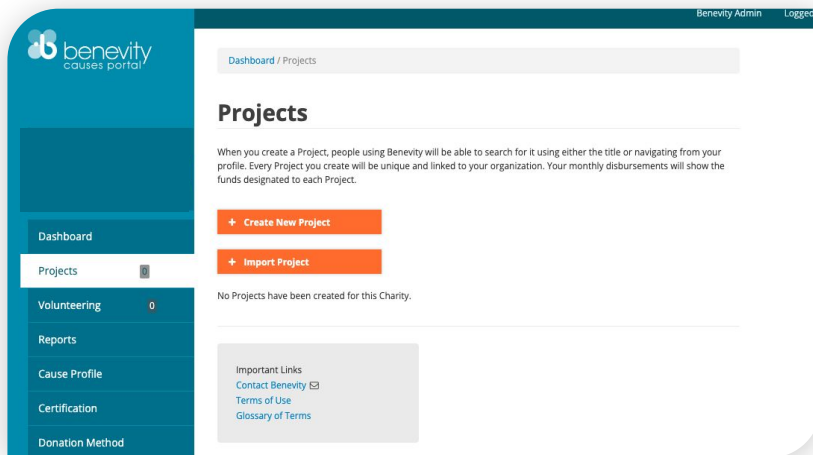 Benevity Admin Logged
benevity
causes portal
Dashboard / Projects
Projects
When you create a Project, people using Benevity will be able to search for it using either the title or navigating from your
profile. Every Project you create will be unique and linked to your organization. Your monthly disbursements will show the
funds designated to each Project.
+ Create New Project
+ Import Project
No Projects have been created for this Charity.
Dashboard
Projects 0
Volunteering 0
Reports
Cause Profile
Certification
Donation Method
Important Links
Contact Benevity
Terms of Use
Glossary of Terms